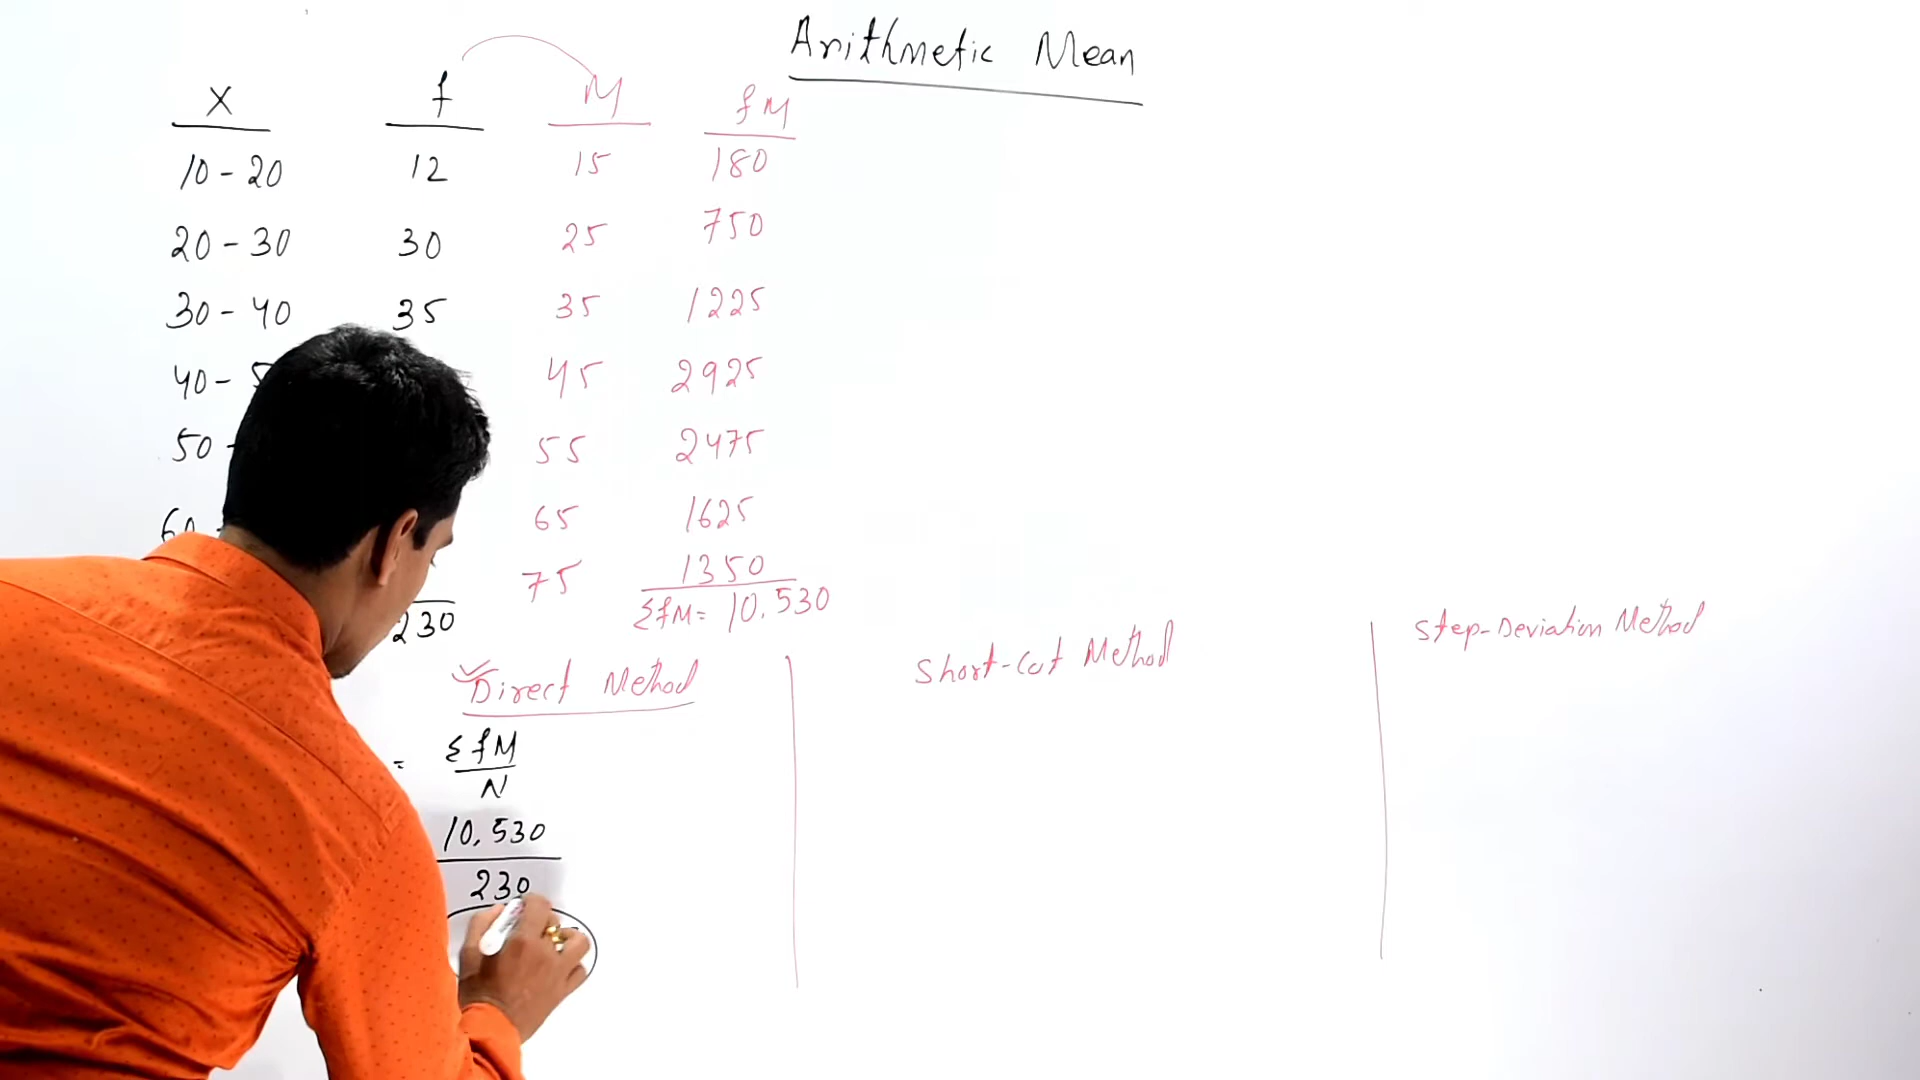 Arithmetic Mean
X f M fM
10-20 12 15 180
20-30 30 25 750
30-40 35 35 1225
40- 45 2925
50- 55 2475
65 1625
75 1350
230 ΣfM= 10,530
Direct Method
Short-Cut Method
Step-Deviation Method
= ΣfM
N
10,530
230